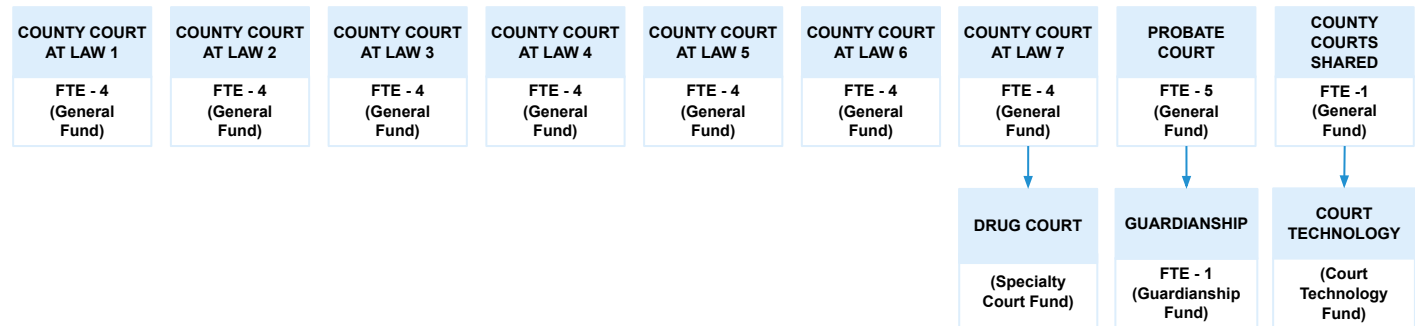 COUNTY COURT
AT LAW 1
FTE - 4
(General
Fund)
COUNTY COURT
AT LAW 2
FTE - 4
(General
Fund)
COUNTY COURT
AT LAW 3
FTE - 4
(General
Fund)
COUNTY COURT
AT LAW 4
FTE - 4
(General
Fund)
COUNTY COURT
AT LAW 5
FTE - 4
(General
Fund)
COUNTY COURT
AT LAW 6
FTE - 4
(General
Fund)
COUNTY COURT
AT LAW 7
FTE - 4
(General
Fund)
PROBATE
COURT
FTE - 5
(General
Fund)
COUNTY
COURTS
SHARED
FTE -1
(General
Fund)
DRUG COURT
(Specialty
Court Fund)
GUARDIANSHIP
FTE - 1
(Guardianship
Fund)
COURT
TECHNOLOGY
(Court
Technology
Fund)